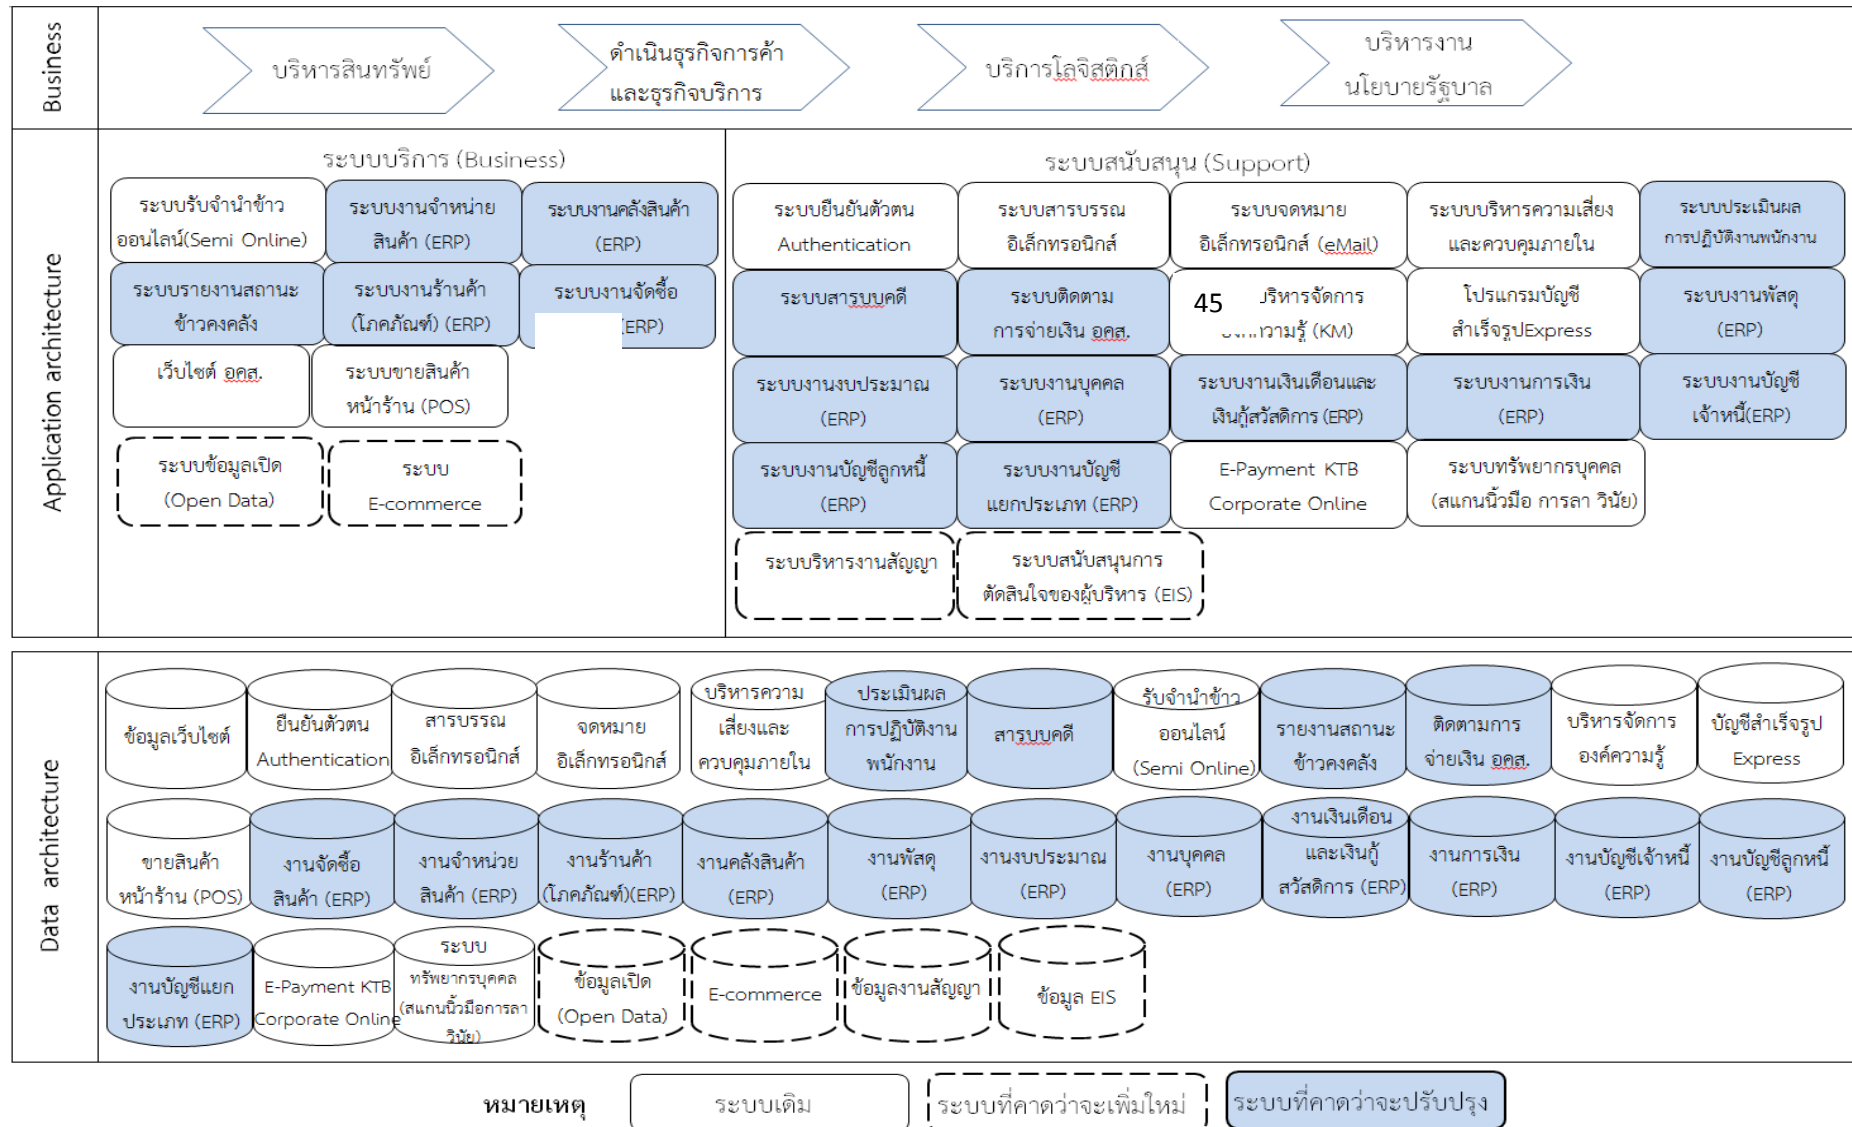 Business
บริหารสินทรัพย์
ดำเนินธุรกิจการค้า
และธุรกิจบริการ
บริการโลจิสติกส์
บริหารงาน
นโยบายรัฐบาล
Application architecture
ระบบบริการ (Business)
ระบบรับจำนำข้าว
ออนไลน์(Semi Online)
ระบบงานจำหน่าย
สินค้า (ERP)
ระบบงานคลังสินค้า
(ERP)
ระบบรายงานสถานะ
ข้าวคงคลัง
ระบบงานร้านค้า
(โภคภัณฑ์) (ERP)
ระบบงานจัดซื้อ
(ERP)
เว็บไซต์ อคส.
ระบบขายสินค้า
หน้าร้าน (POS)
ระบบข้อมูลเปิด
(Open Data)
ระบบ
E-commerce
ระบบสนับสนุน (Support)
ระบบยืนยันตัวตน
Authentication
ระบบสารบรรณ
อิเล็กทรอนิกส์
ระบบจดหมาย
อิเล็กทรอนิกส์ (eMail)
ระบบบริหารความเสี่ยง
และควบคุมภายใน
ระบบประเมินผล
การปฏิบัติงานพนักงาน
ระบบสารบบคดี
ระบบติดตาม
การจ่ายเงิน อคส.
45
บริหารจัดการ
องค์ความรู้ (KM)
โปรแกรมบัญชี
สำเร็จรูปExpress
ระบบงานพัสดุ
(ERP)
ระบบงานงบประมาณ
(ERP)
ระบบงานบุคคล
(ERP)
ระบบงานเงินเดือนและ
เงินกู้สวัสดิการ (ERP)
ระบบงานการเงิน
(ERP)
ระบบงานบัญชี
เจ้าหนี้(ERP)
ระบบงานบัญชีลูกหนี้
(ERP)
ระบบงานบัญชี
แยกประเภท (ERP)
E-Payment KTB
Corporate Online
ระบบทรัพยากรบุคคล
(สแกนนิ้วมือ การลา วินัย)
ระบบบริหารงานสัญญา
ระบบสนับสนุนการ
ตัดสินใจของผู้บริหาร (EIS)
Data architecture
ข้อมูลเว็บไซต์
ยืนยันตัวตน
Authentication
สารบรรณ
อิเล็กทรอนิกส์
จดหมาย
อิเล็กทรอนิกส์
บริหารความ
เสี่ยงและ
ควบคุมภายใน
ประเมินผล
การปฏิบัติงาน
พนักงาน
สารบบคดี
รับจำนำข้าว
ออนไลน์
(Semi Online)
รายงานสถานะ
ข้าวคงคลัง
ติดตามการ
จ่ายเงิน อคส.
บริหารจัดการ
องค์ความรู้
บัญชีสำเร็จรูป
Express
ขายสินค้า
หน้าร้าน (POS)
งานจัดซื้อ
สินค้า (ERP)
งานจำหน่วย
สินค้า (ERP)
งานร้านค้า
(โภคภัณฑ์)(ERP)
งานคลังสินค้า
(ERP)
งานพัสดุ
(ERP)
งานงบประมาณ
(ERP)
งานบุคคล
(ERP)
งานเงินเดือน
และเงินกู้
สวัสดิการ (ERP)
งานการเงิน
(ERP)
งานบัญชีเจ้าหนี้
(ERP)
งานบัญชีลูกหนี้
(ERP)
งานบัญชีแยก
ประเภท (ERP)
E-Payment KTB
Corporate Online
ระบบ
ทรัพยากรบุคคล
(สแกนนิ้วมือการลา
วินัย)
ข้อมูลเปิด
(Open Data)
E-commerce
ข้อมูลงานสัญญา
ข้อมูล EIS
หมายเหตุ
ระบบเดิม
ระบบที่คาดว่าจะเพิ่มใหม่
ระบบที่คาดว่าจะปรับปรุง